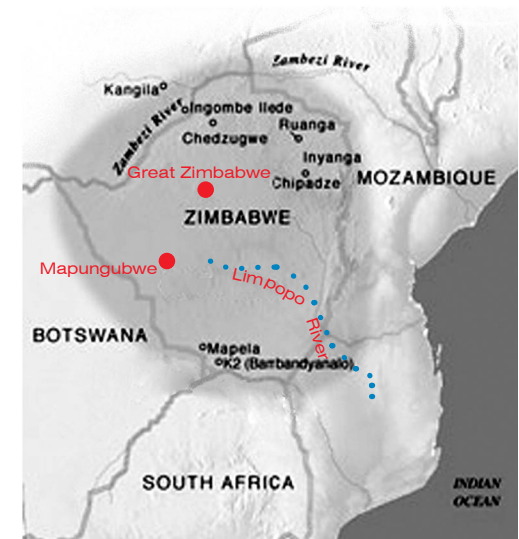 Zambezi River
Kangila
Zambezi River
Ingombe Ilede
Chedzugwe
Ruanga
Inyanga
Great Zimbabwe
Chipadze
MOZAMBIQUE
ZIMBABWE
Mapungubwe
Limpopo
River
BOTSWANA
Mapela
K2 (Bambandyanalo)
SOUTH AFRICA
INDIAN
OCEAN